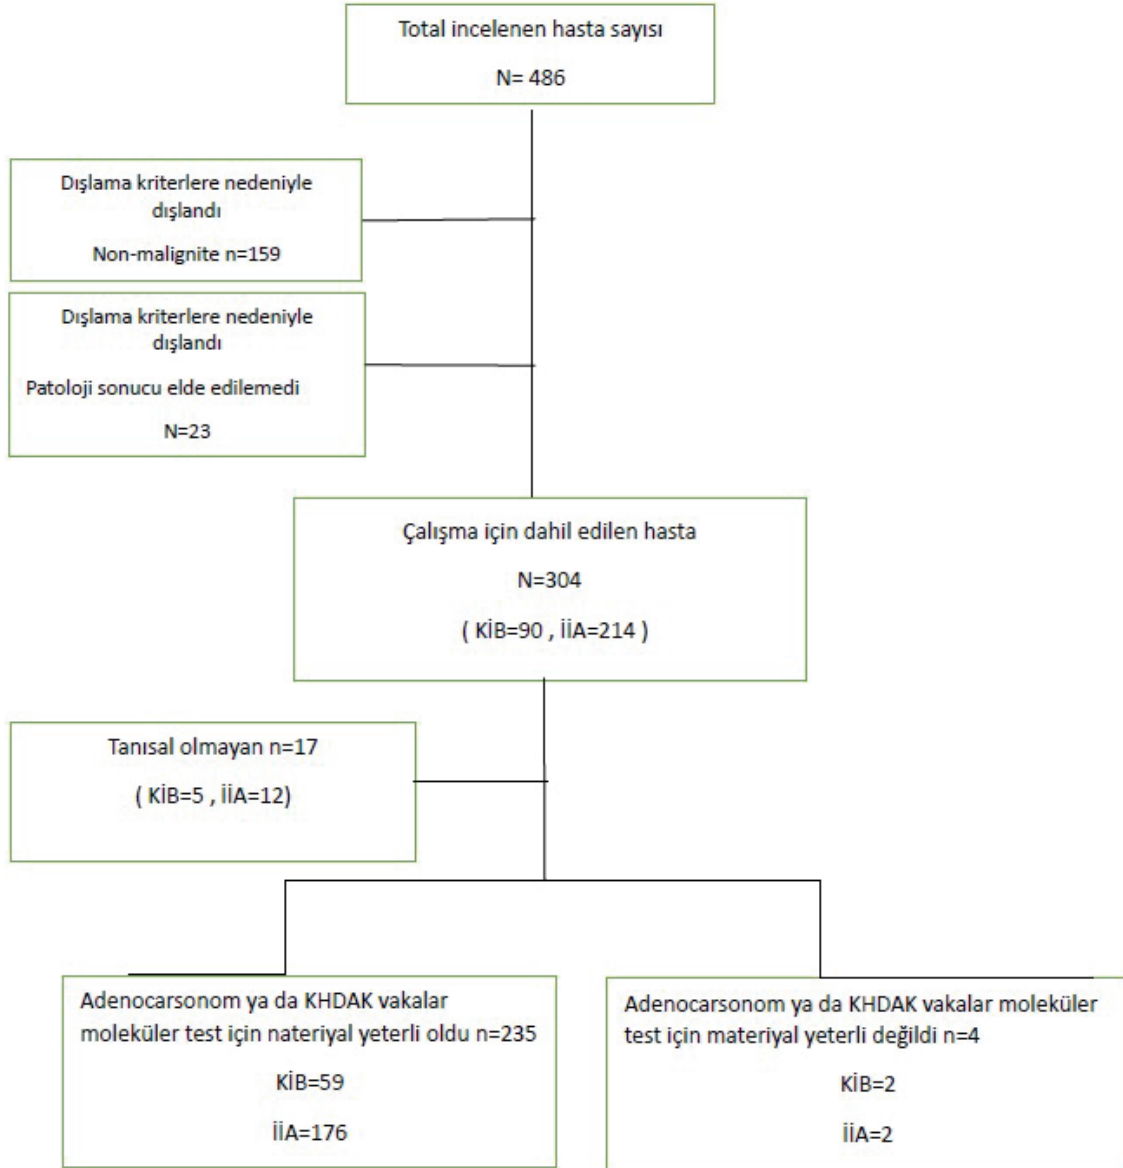 Total incelenen hasta sayısı
N= 486
Dışlama kriterlere nedeniyle
dışlandı
Non-malignite n=159
Dışlama kriterlere nedeniyle
dışlandı
Patoloji sonucu elde edilemedi
N=23
Çalışma için dahil edilen hasta
N=304
( KİB=90 , İİA=214 )
Tanısal olmayan n=17
( KİB=5 , İİA=12)
Adenocarsonom ya da KHDAK vakalar
moleküler test için nateriyal yeterli oldu n=235
KİB=59
İİA=176
Adenocarsonom ya da KHDAK vakalar moleküler
test için materiyal yeterli değildi n=4
KİB=2
İİA=2